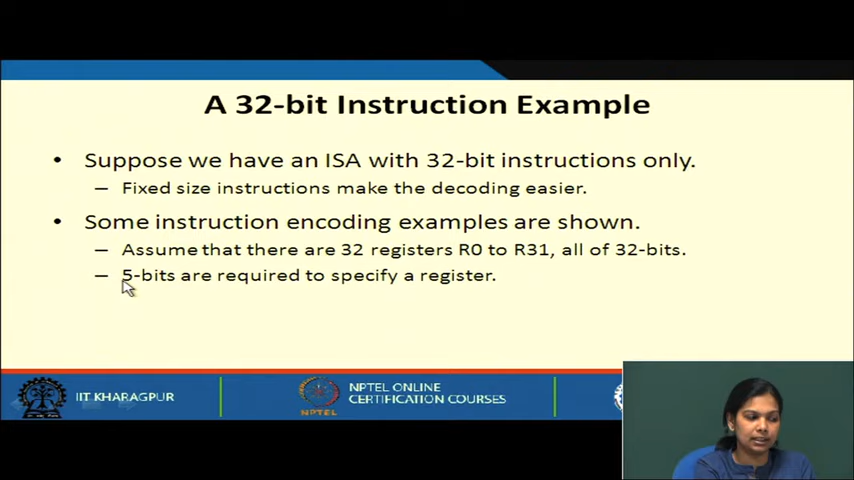 A 32-bit Instruction Example
• Suppose we have an ISA with 32-bit instructions only.
– Fixed size instructions make the decoding easier.
• Some instruction encoding examples are shown.
– Assume that there are 32 registers R0 to R31, all of 32-bits.
– 5-bits are required to specify a register.
IIT KHARAGPUR
NPTEL
NPTEL ONLINE
CERTIFICATION COURSES